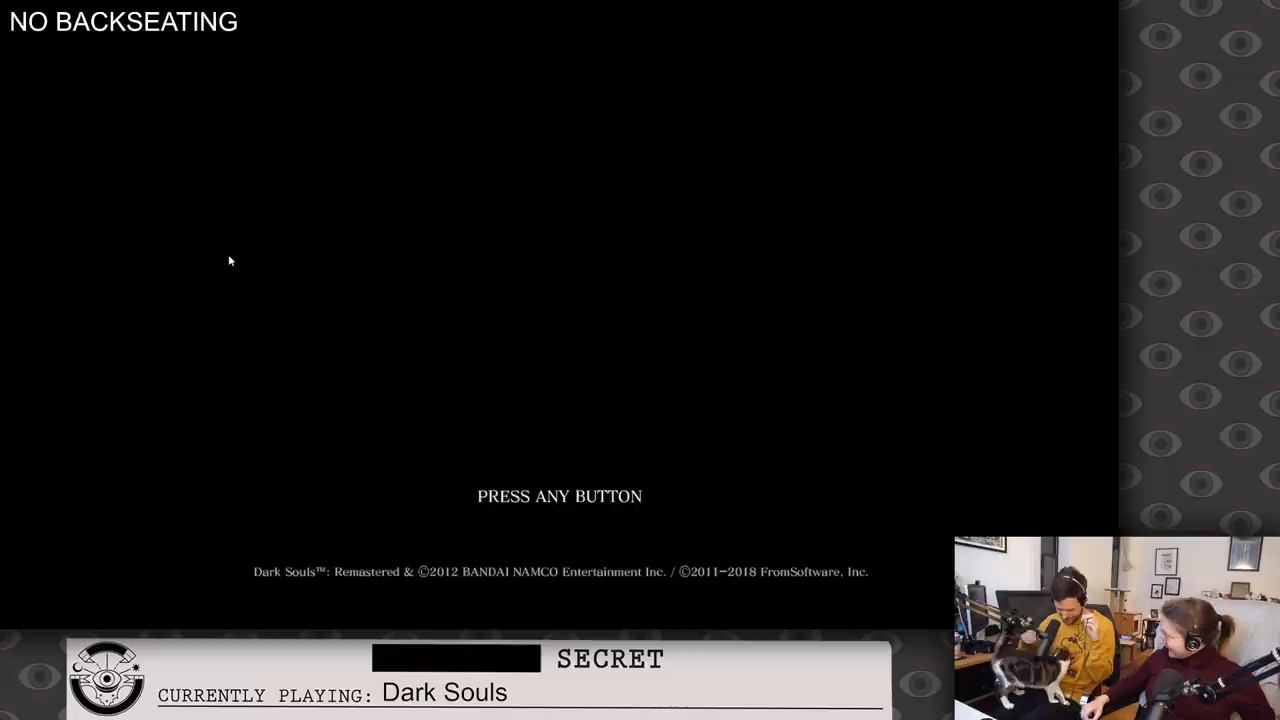 NO BACKSEATING
PRESS ANY BUTTON
Dark Souls™: Remastered & ©2012 BANDAI NAMCO Entertainment Inc. / ©2011-2018 FromSoftware, Inc.
SECRET
CURRENTLY PLAYING: Dark Souls